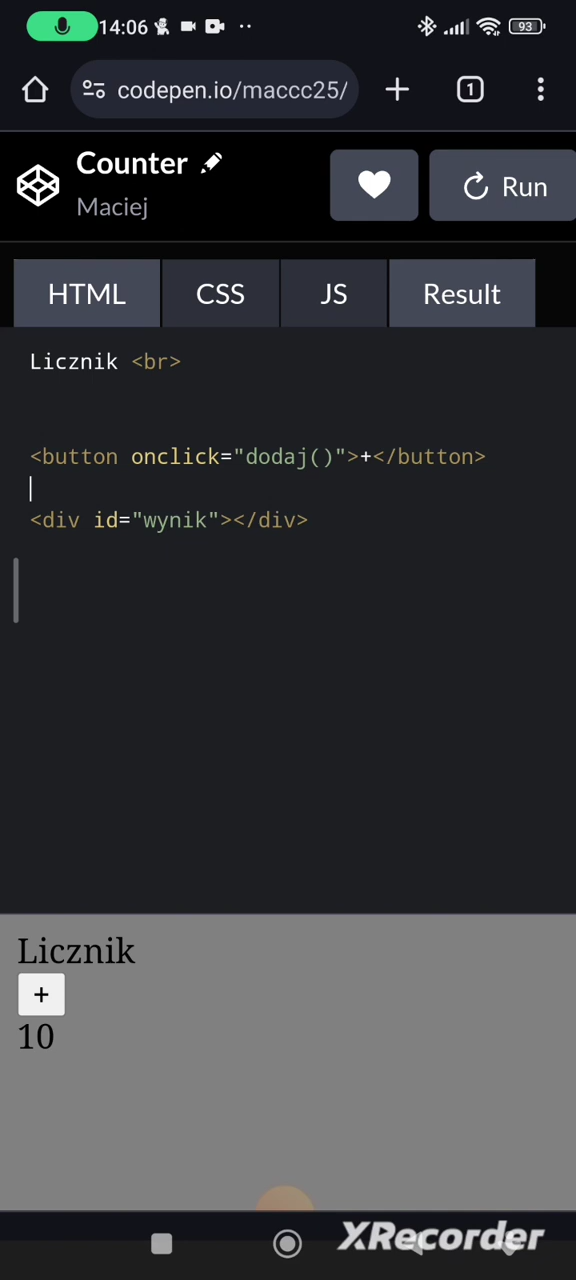 14:06
93
codepen.io/maccc25/
1
Counter
Maciej
Run
HTML
CSS
JS
Result
Licznik <br>
<button onclick="dodaj()">+</button>
<div id="wynik"></div>
Licznik
+
10
XRecorder